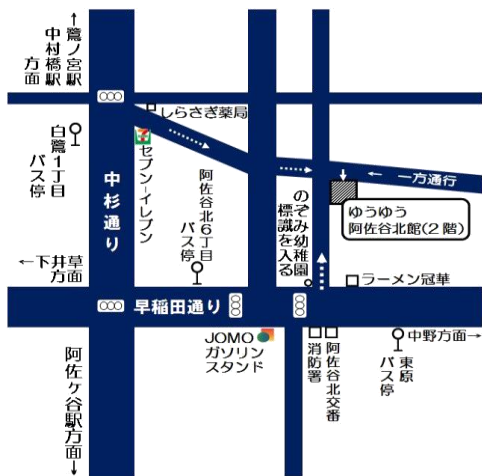 ↑鷺ノ宮駅
中村橋駅
方面
しらさぎ薬局
白鷺1丁目
バス停
7
セブン-イレブン
中杉通り
阿佐谷北6丁目
バス停
のぞみ幼稚園
標識を入る
← 一方通行
ゆうゆう
阿佐谷北館(2階)
←下井草
方面
ラーメン冠華
早稲田通り
JOMO
ガソリン
スタンド
消防署
阿佐谷北交番
東原
バス停
中野方面→
阿佐ヶ谷駅方面↓